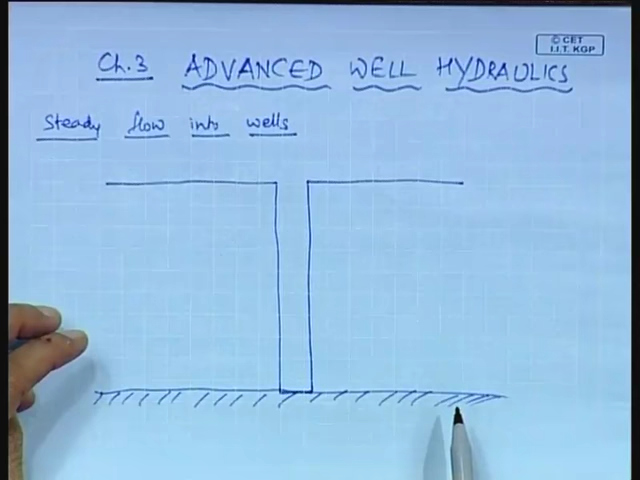 © CET
I.I.T. KGP
Ch.3 ADVANCED WELL HYDRAULICS
Steady flow into wells